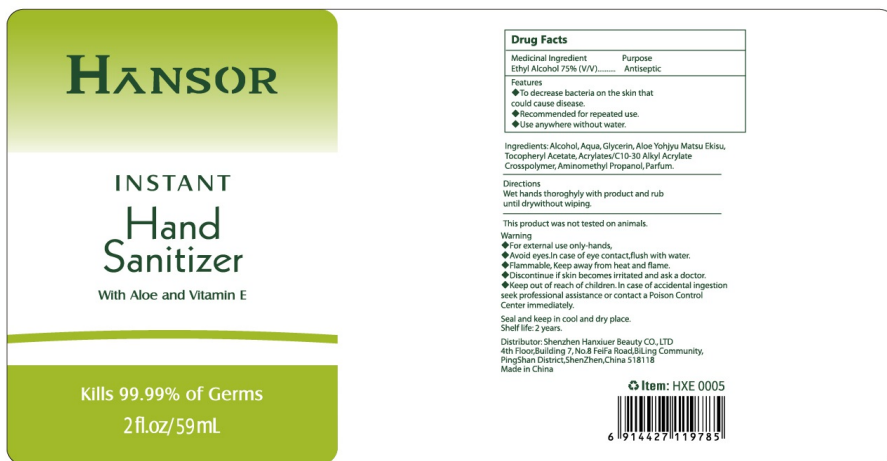 HANSOR
INSTANT
Hand
Sanitizer
With Aloe and Vitamin E
Kills 99.99% of Germs
2fl.oz/59mL
Drug Facts
Medicinal Ingredient Purpose
Ethyl Alcohol 75% (V/V)......... Antiseptic
Features
◆To decrease bacteria on the skin that
could cause disease.
◆Recommended for repeated use.
◆Use anywhere without water.
Ingredients: Alcohol, Aqua, Glycerin, Aloe Yohjyu Matsu Ekisu,
Tocopheryl Acetate, Acrylates/C10-30 Alkyl Acrylate
Crosspolymer, Aminomethyl Propanol, Parfum.
Directions
Wet hands thoroghyly with product and rub
until drywithout wiping.
This product was not tested on animals.
Warning
◆For external use only-hands,
◆Avoid eyes.In case of eye contact,flush with water.
◆Flammable, Keep away from heat and flame.
◆Discontinue if skin becomes irritated and ask a doctor.
◆Keep out of reach of children. In case of accidental ingestion
seek professional assistance or contact a Poison Control
Center immediately.
Seal and keep in cool and dry place.
Shelf life: 2 years.
Distributor: Shenzhen Hanxiuer Beauty CO., LTD
4th Floor,Building 7, No.8 FeiFa Road,BiLing Community,
PingShan District,ShenZhen,China 518118
Made in China
Item: HXE 0005
6 914427 119785